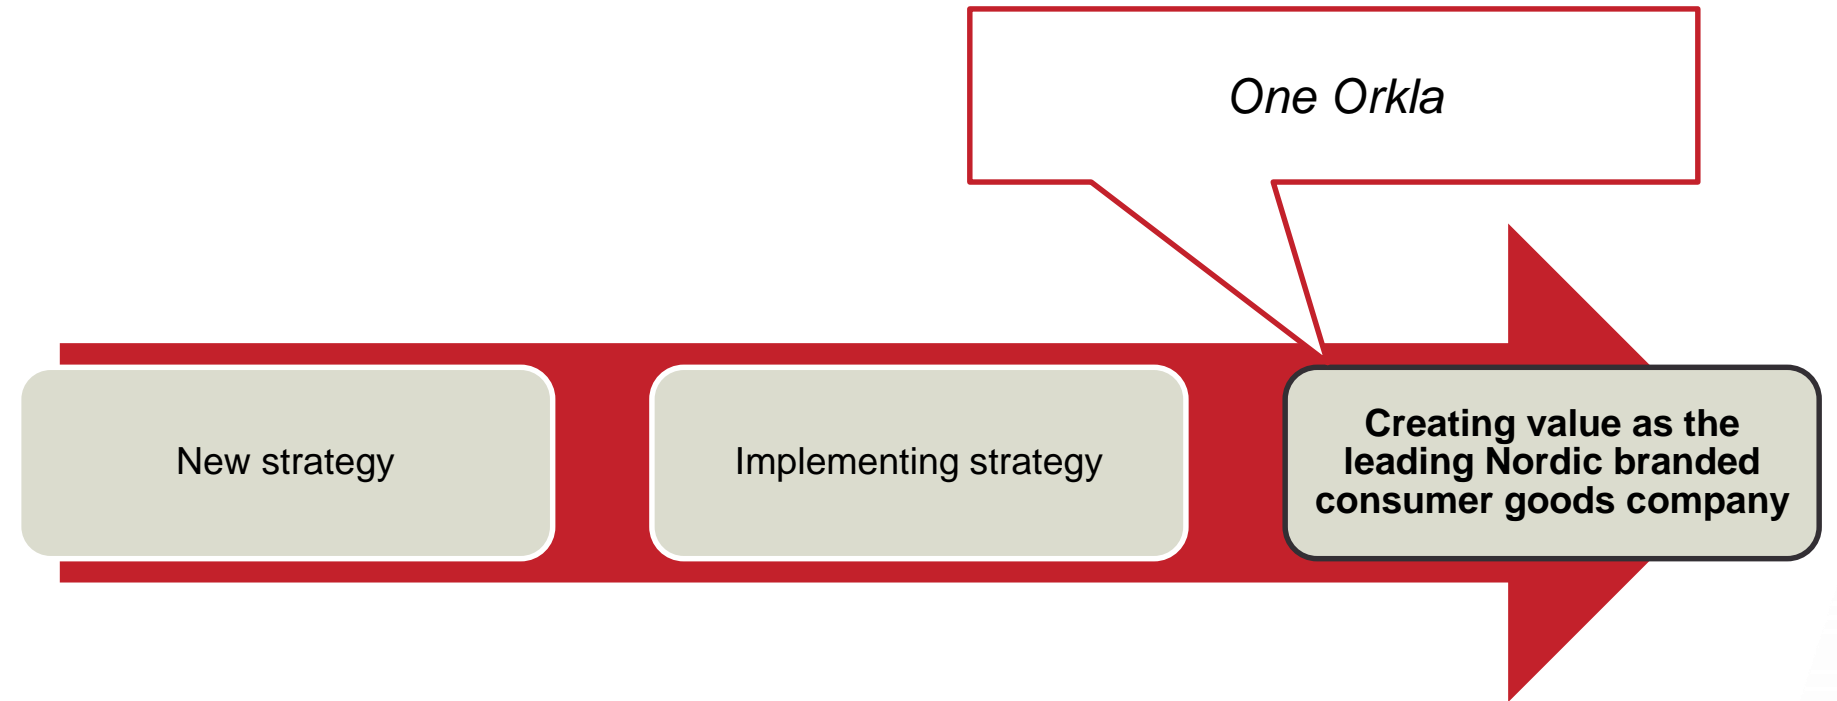 One Orkla
New strategy
Implementing strategy
Creating value as the
leading Nordic branded
consumer goods company